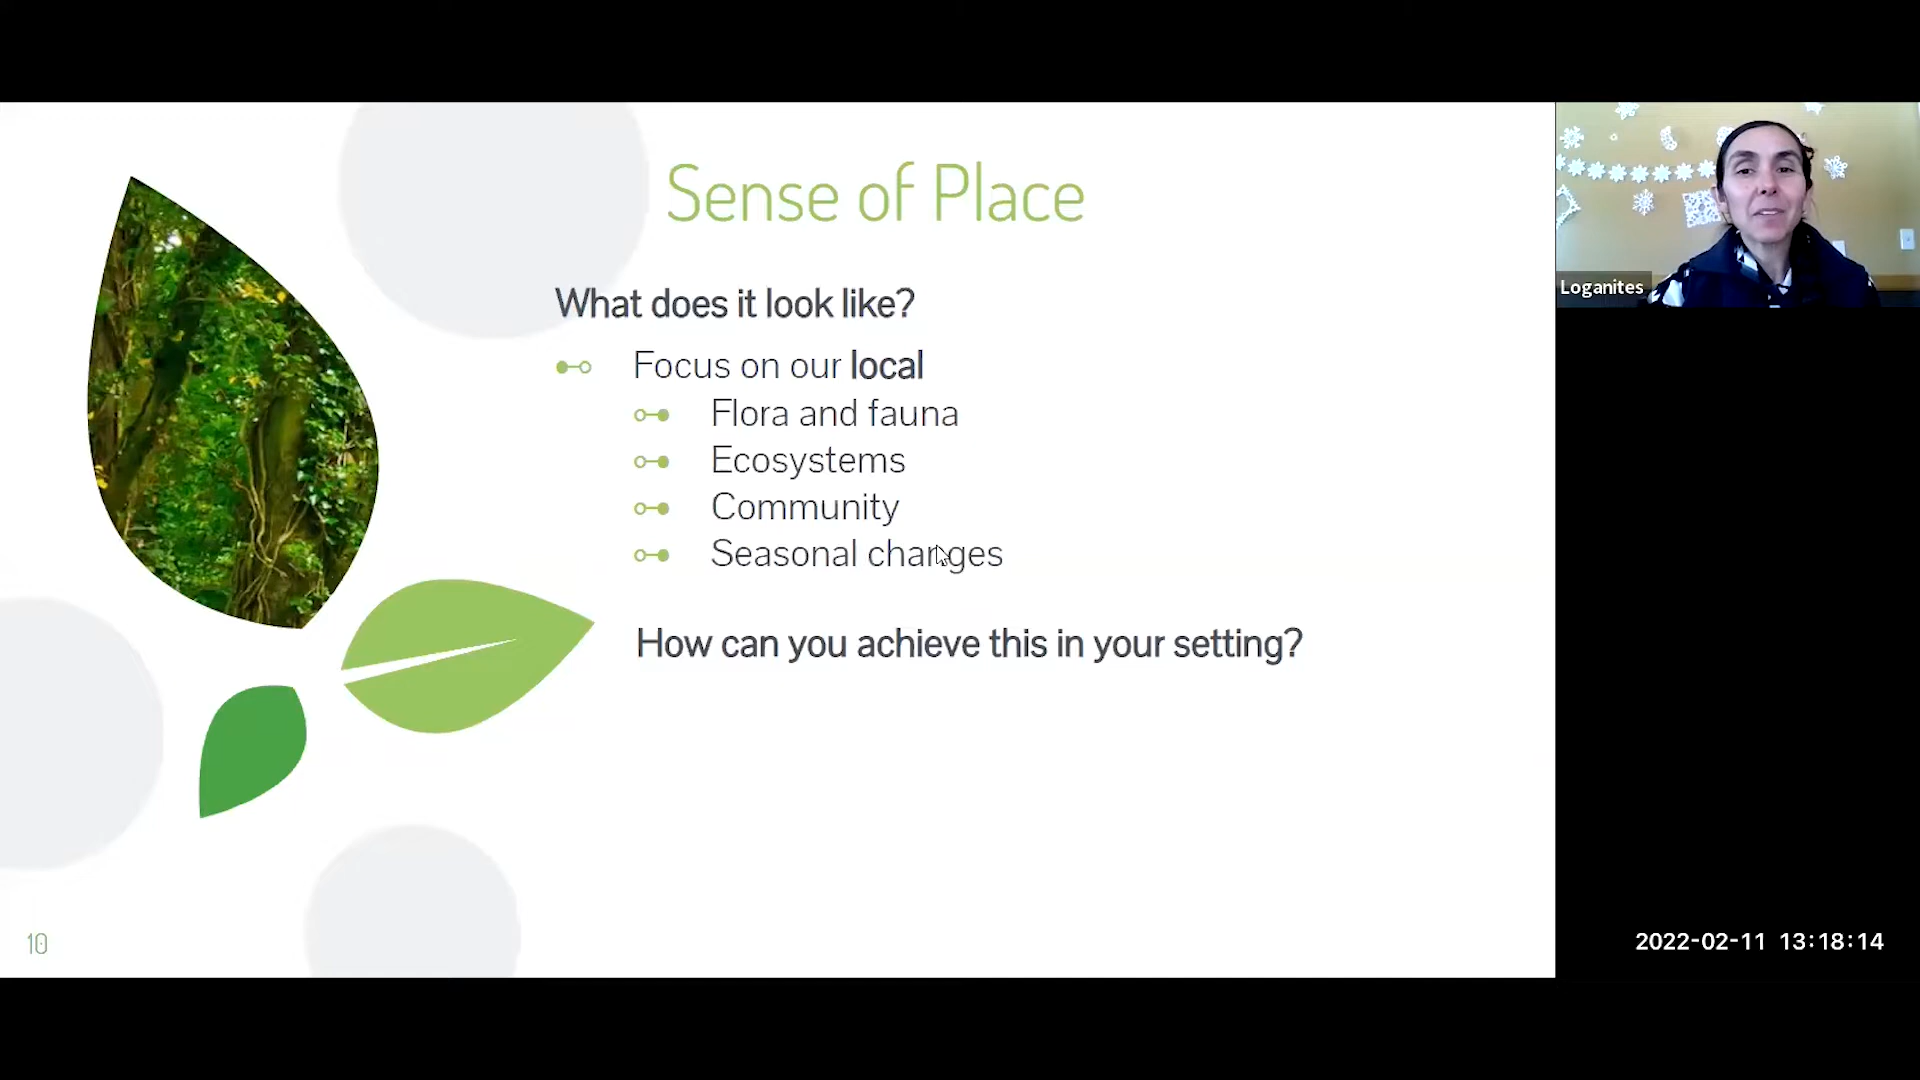 Sense of Place
What does it look like?
Focus on our local
Flora and fauna
Ecosystems
Community
Seasonal changes
How can you achieve this in your setting?
10
Loganites
2022-02-11 13:18:14